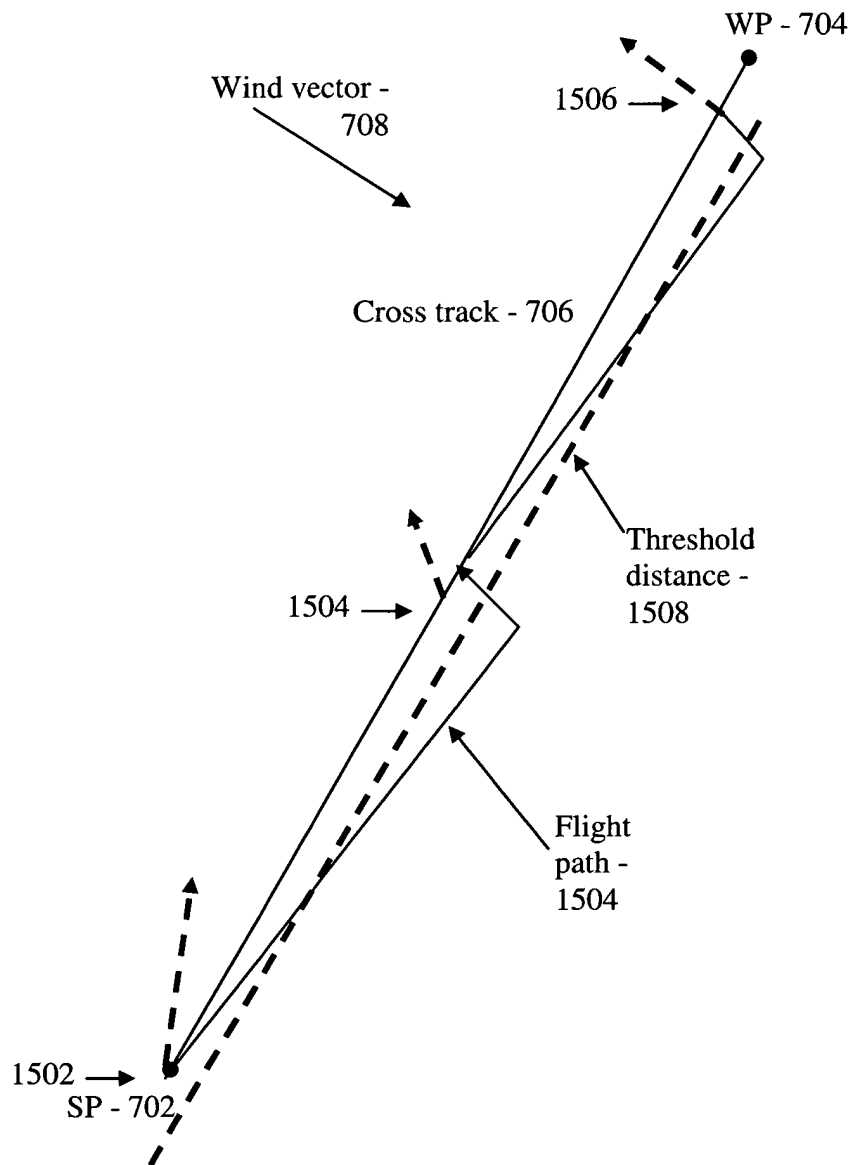 WP - 704
Wind vector -
708
1506
Cross track - 706
Threshold
distance -
1508
1504
Flight
path -
1504
1502
SP - 702